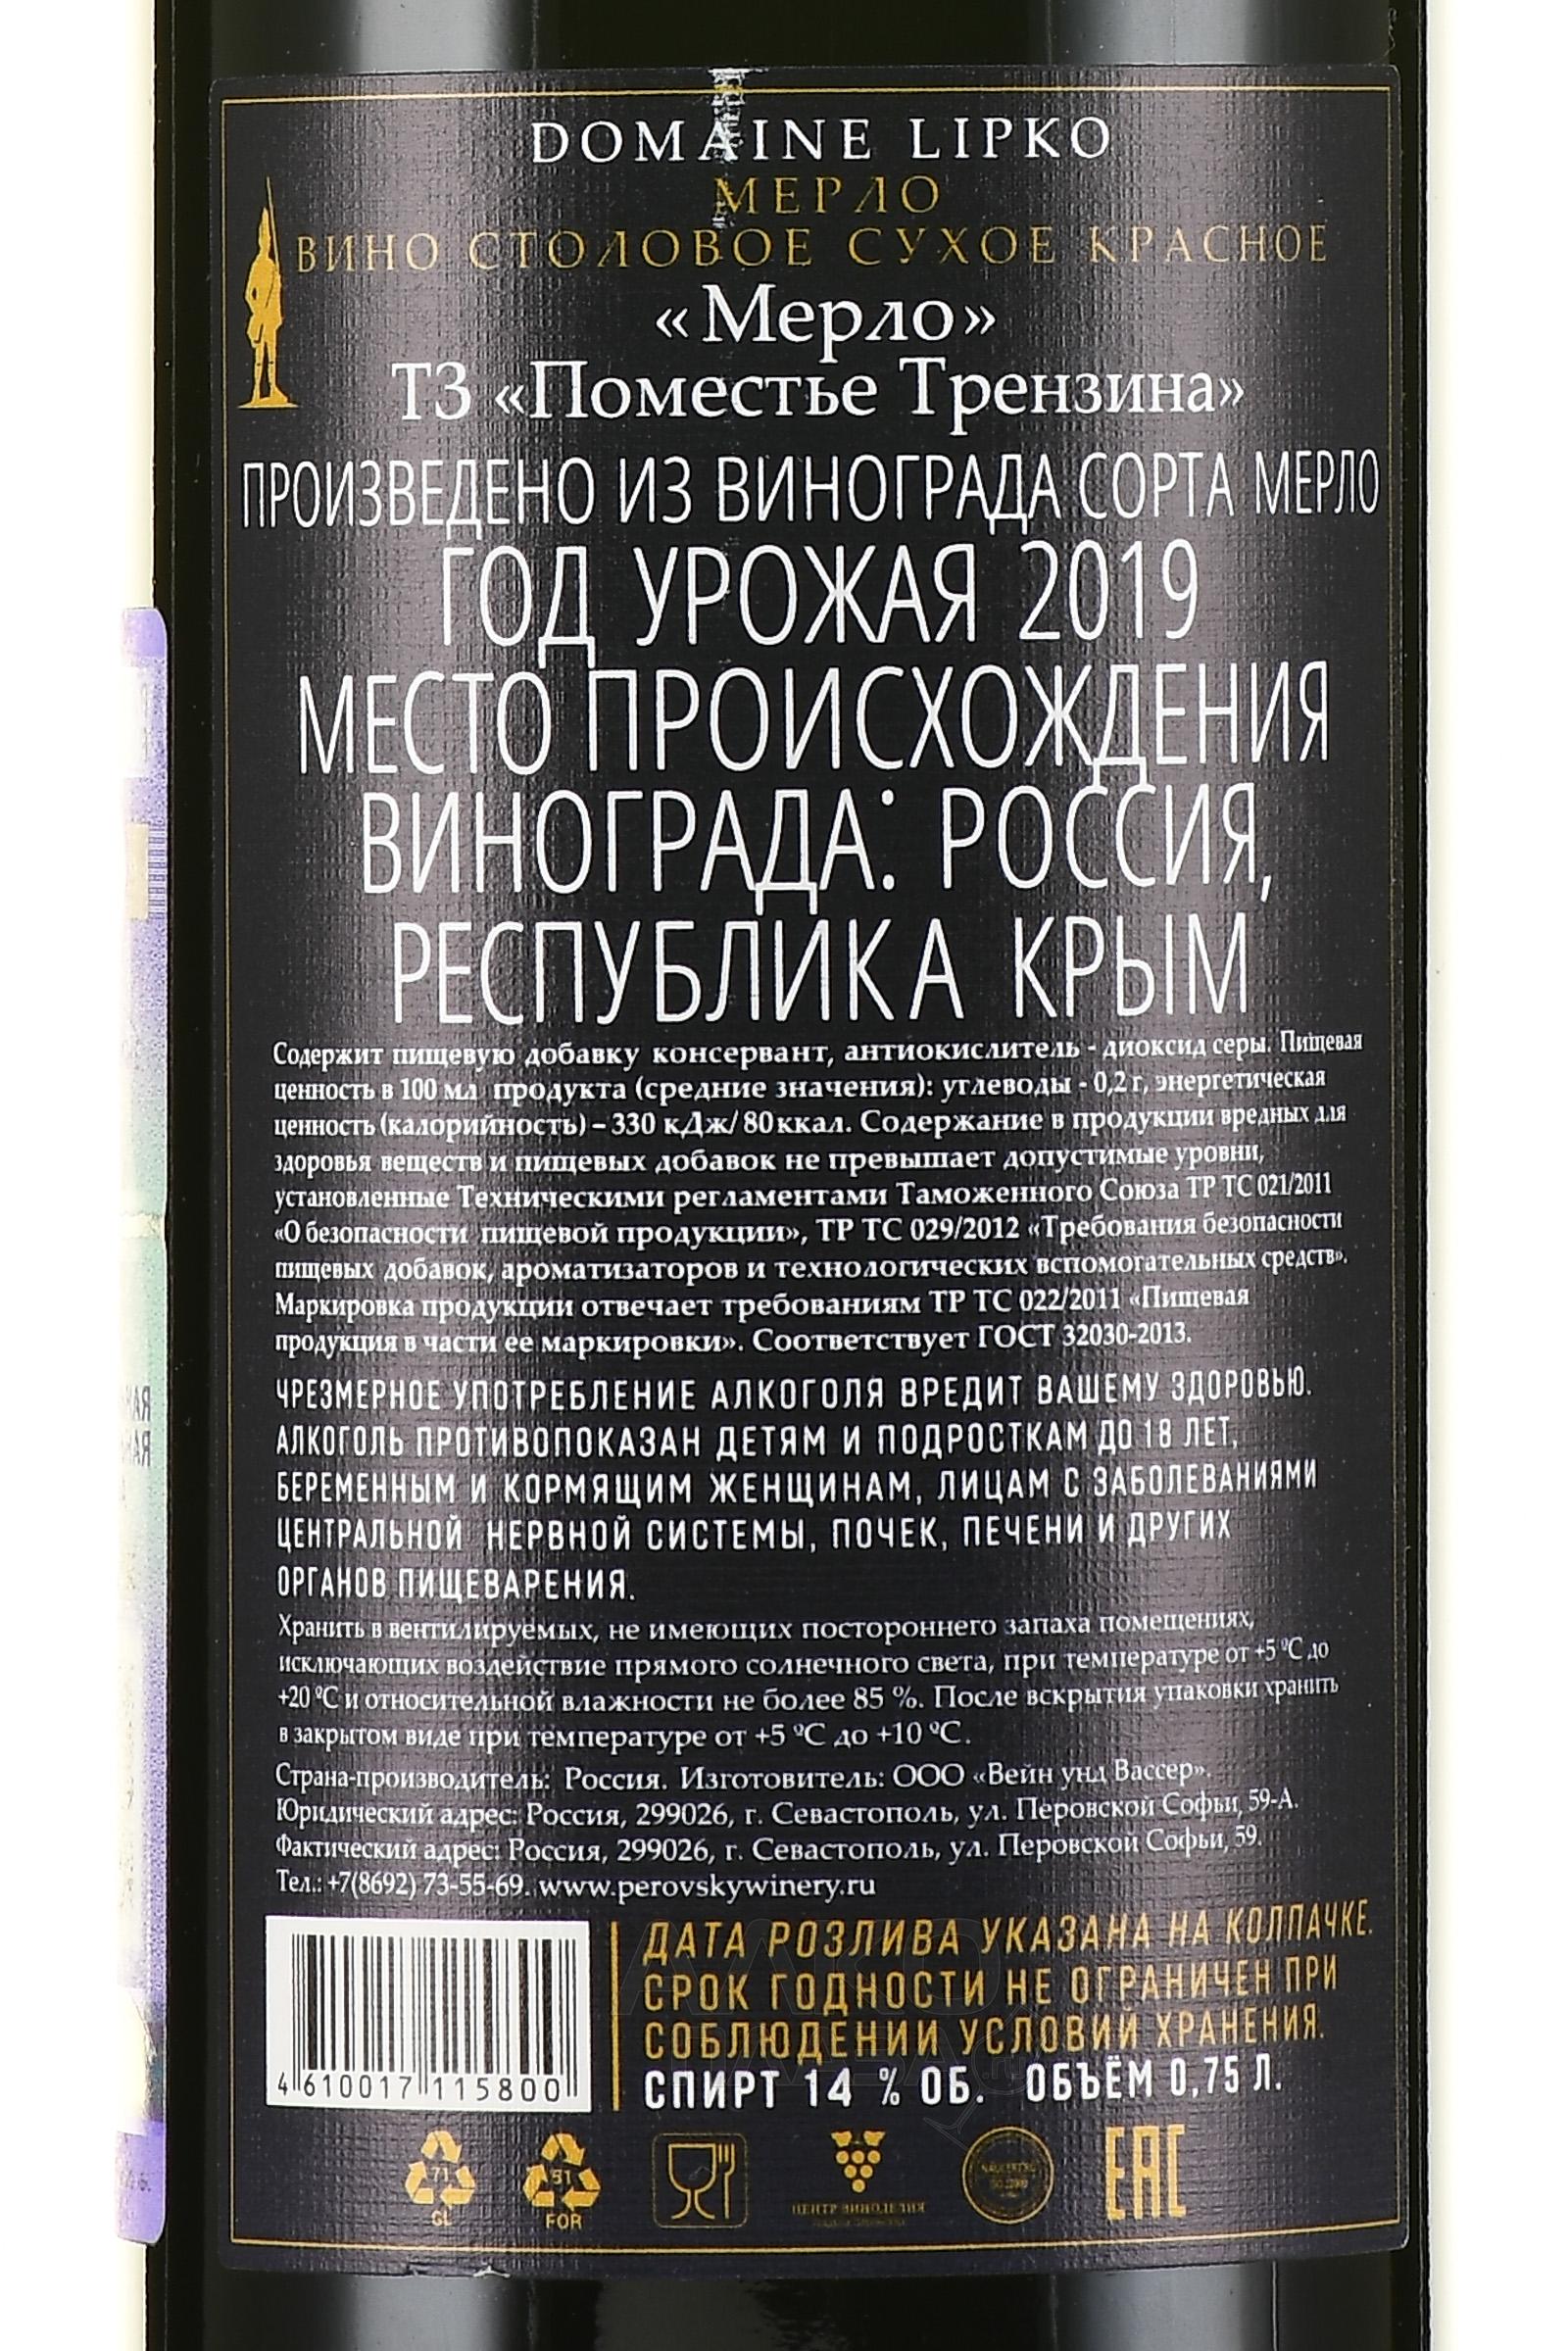 DOMAINE LIPKO
МЕРЛО
ВИНО СТОЛОВОЕ СУХОЕ КРАСНОЕ
«Мерло»
ТЗ «Поместье Трензина»
ПРОИЗВЕДЕНО ИЗ ВИНОГРАДА СОРТА МЕРЛО
ГОД УРОЖАЯ 2019
МЕСТО ПРОИСХОЖДЕНИЯ
ВИНОГРАДА: РОССИЯ,
РЕСПУБЛИКА КРЫМ
Содержит пищевую добавку консервант, антиокислитель - диоксид серы. Пищевая
ценность в 100 мл продукта (средние значения): углеводы - 0,2 г, энергетическая
ценность (калорийность) – 330 кДж/ 80 ккал. Содержание в продукции вредных для
здоровья веществ и пищевых добавок не превышает допустимые уровни,
установленные Техническими регламентами Таможенного Союза ТР ТС 021/2011
«О безопасности пищевой продукции», ТР ТС 029/2012 «Требования безопасности
пищевых добавок, ароматизаторов и технологических вспомогательных средств».
Маркировка продукции отвечает требованиям ТР ТС 022/2011 «Пищевая
продукция в части ее маркировки». Соответствует ГОСТ 32030-2013.
ЧРЕЗМЕРНОЕ УПОТРЕБЛЕНИЕ АЛКОГОЛЯ ВРЕДИТ ВАШЕМУ ЗДОРОВЬЮ.
АЛКОГОЛЬ ПРОТИВОПОКАЗАН ДЕТЯМ И ПОДРОСТКАМ ДО 18 ЛЕТ,
БЕРЕМЕННЫМ И КОРМЯЩИМ ЖЕНЩИНАМ, ЛИЦАМ С ЗАБОЛЕВАНИЯМИ
ЦЕНТРАЛЬНОЙ НЕРВНОЙ СИСТЕМЫ, ПОЧЕК, ПЕЧЕНИ И ДРУГИХ
ОРГАНОВ ПИЩЕВАРЕНИЯ.
Хранить в вентилируемых, не имеющих постороннего запаха помещениях,
исключающих воздействие прямого солнечного света, при температуре от +5 ºС до
+20 ºС и относительной влажности не более 85 %. После вскрытия упаковки хранить
в закрытом виде при температуре от +5 ºС до +10 ºС.
Страна-производитель: Россия. Изготовитель: ООО «Вейн унд Вассер».
Юридический адрес: Россия, 299026, г. Севастополь, ул. Перовской Софьи, 59-А.
Фактический адрес: Россия, 299026, г. Севастополь, ул. Перовской Софьи, 59.
Тел.: +7(8692) 73-55-69. www.perovskywinery.ru
ДАТА РОЗЛИВА УКАЗАНА НА КОЛПАЧКЕ.
СРОК ГОДНОСТИ НЕ ОГРАНИЧЕН ПРИ
СОБЛЮДЕНИИ УСЛОВИЙ ХРАНЕНИЯ.
СПИРТ 14 % ОБ. ОБЪЁМ 0,75 Л.
4 610017 115800
71
GL
51
FOR
ЦЕНТР ВИНОДЕЛИЯ
EAC